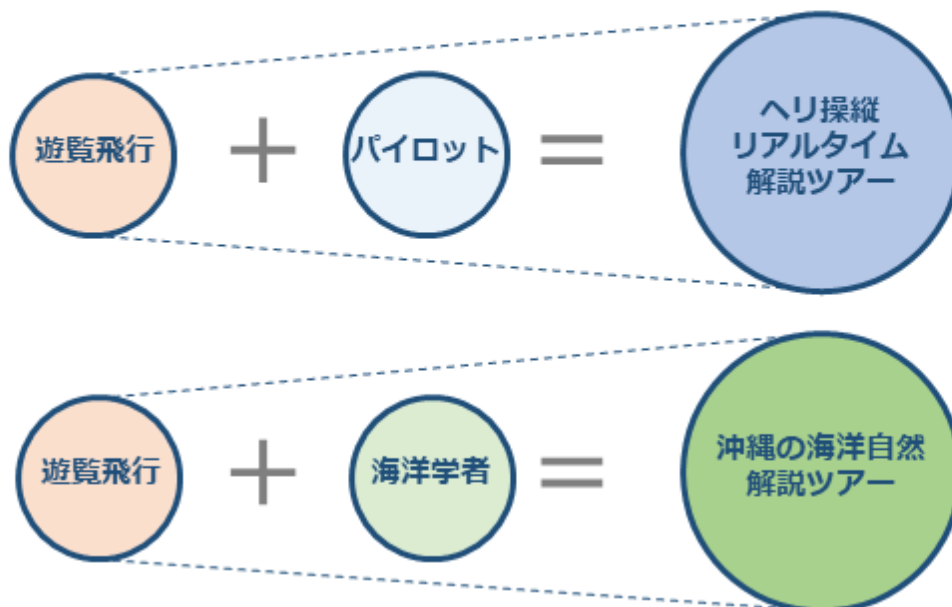 遊覧飛行
+
パイロット
=
ヘリ操縦
リアルタイム
解説ツアー
遊覧飛行
+
海洋学者
=
沖縄の海洋自然
解説ツアー